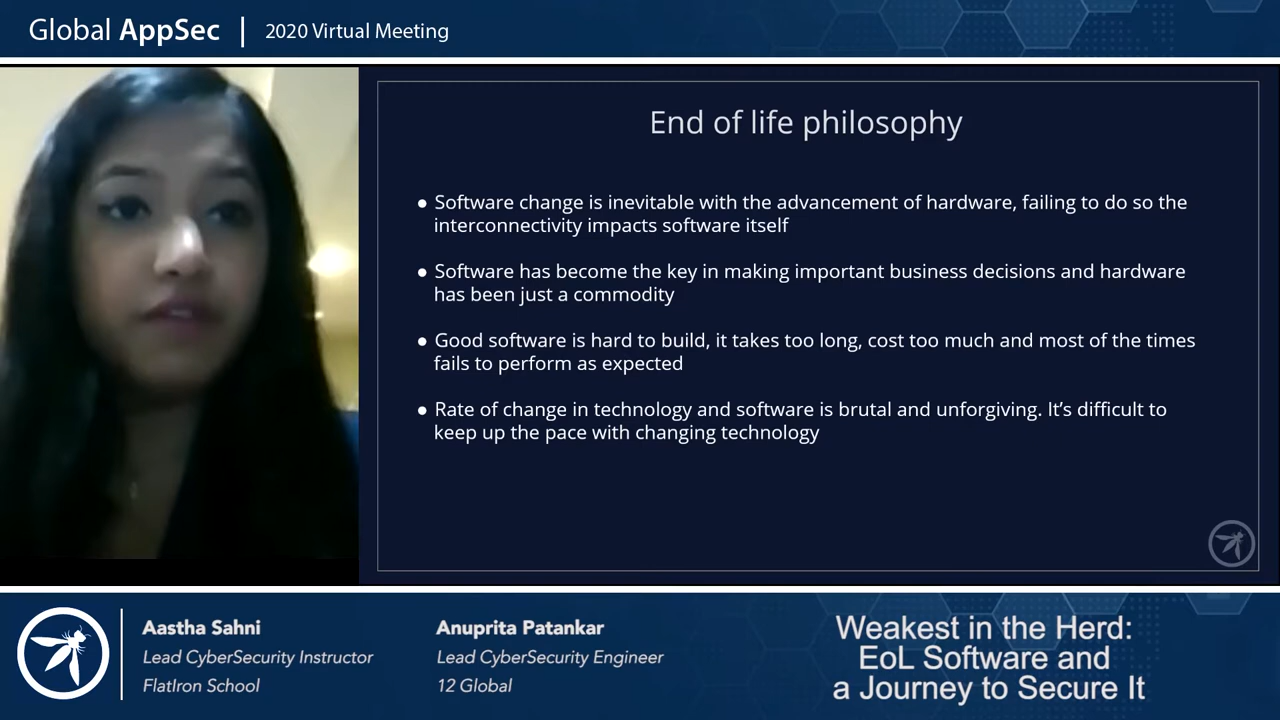 Global AppSec | 2020 Virtual Meeting
End of life philosophy
● Software change is inevitable with the advancement of hardware, failing to do so the
interconnectivity impacts software itself
● Software has become the key in making important business decisions and hardware
has been just a commodity
● Good software is hard to build, it takes too long, cost too much and most of the times
fails to perform as expected
● Rate of change in technology and software is brutal and unforgiving. It’s difficult to
keep up the pace with changing technology
Aastha Sahni
Lead CyberSecurity Instructor
FlatIron School
Anuprita Patankar
Lead CyberSecurity Engineer
12 Global
Weakest in the Herd:
EoL Software and
a Journey to Secure It